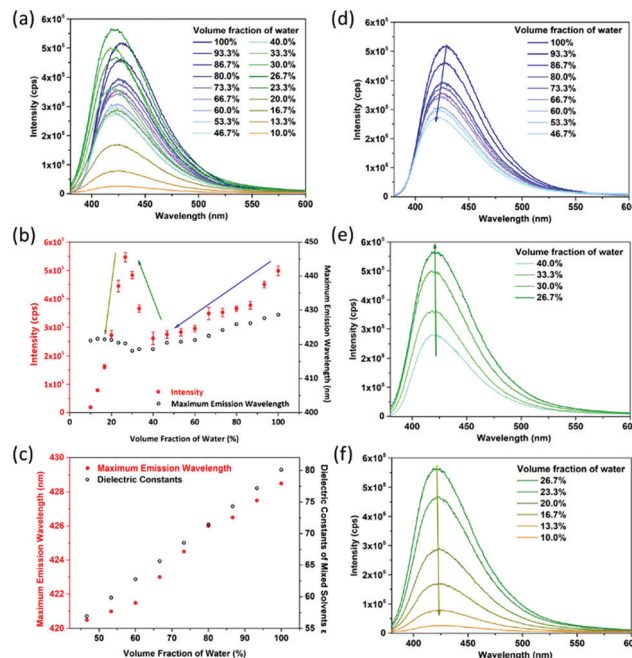 (a)
Volume fraction of water
100% 40.0%
93.3% 33.3%
86.7% 30.0%
80.0% 26.7%
73.3% 23.3%
66.7% 20.0%
60.0% 16.7%
53.3% 13.3%
46.7% 10.0%
6x10⁵
5x10⁵
4x10⁵
3x10⁵
2x10⁵
1x10⁵
0
Intensity (cps)
400 450 500 550 600
Wavelength (nm)
(b)
6x10⁵
5x10⁵
4x10⁵
3x10⁵
2x10⁵
1x10⁵
0
Intensity (cps)
450
440
430
420
410
400
Maximum Emission Wavelength (nm)
Intensity
Maximum Emission Wavelength
0 20 40 60 80 100
Volume Fraction of Water (%)
(c)
Maximum Emission Wavelength
Dielectric Constants
430
428
426
424
422
420
Maximum Emission Wavelength (nm)
80
75
70
65
60
55
Dielectric Constants of Mixed Solvents ε
50 60 70 80 90 100
Volume Fraction of Water (%)
(d)
Volume fraction of water
100%
93.3%
86.7%
80.0%
73.3%
66.7%
60.0%
53.3%
46.7%
6x10⁵
5x10⁵
4x10⁵
3x10⁵
2x10⁵
1x10⁵
0
Intensity (cps)
400 450 500 550 600
Wavelength (nm)
(e)
Volume fraction of water
40.0%
33.3%
30.0%
26.7%
6x10⁵
5x10⁵
4x10⁵
3x10⁵
2x10⁵
1x10⁵
0
Intensity (cps)
400 450 500 550 600
Wavelength (nm)
(f)
Volume fraction of water
26.7%
23.3%
20.0%
16.7%
13.3%
10.0%
6x10⁵
5x10⁵
4x10⁵
3x10⁵
2x10⁵
1x10⁵
0
Intensity (cps)
400 450 500 550 600
Wavelength (nm)